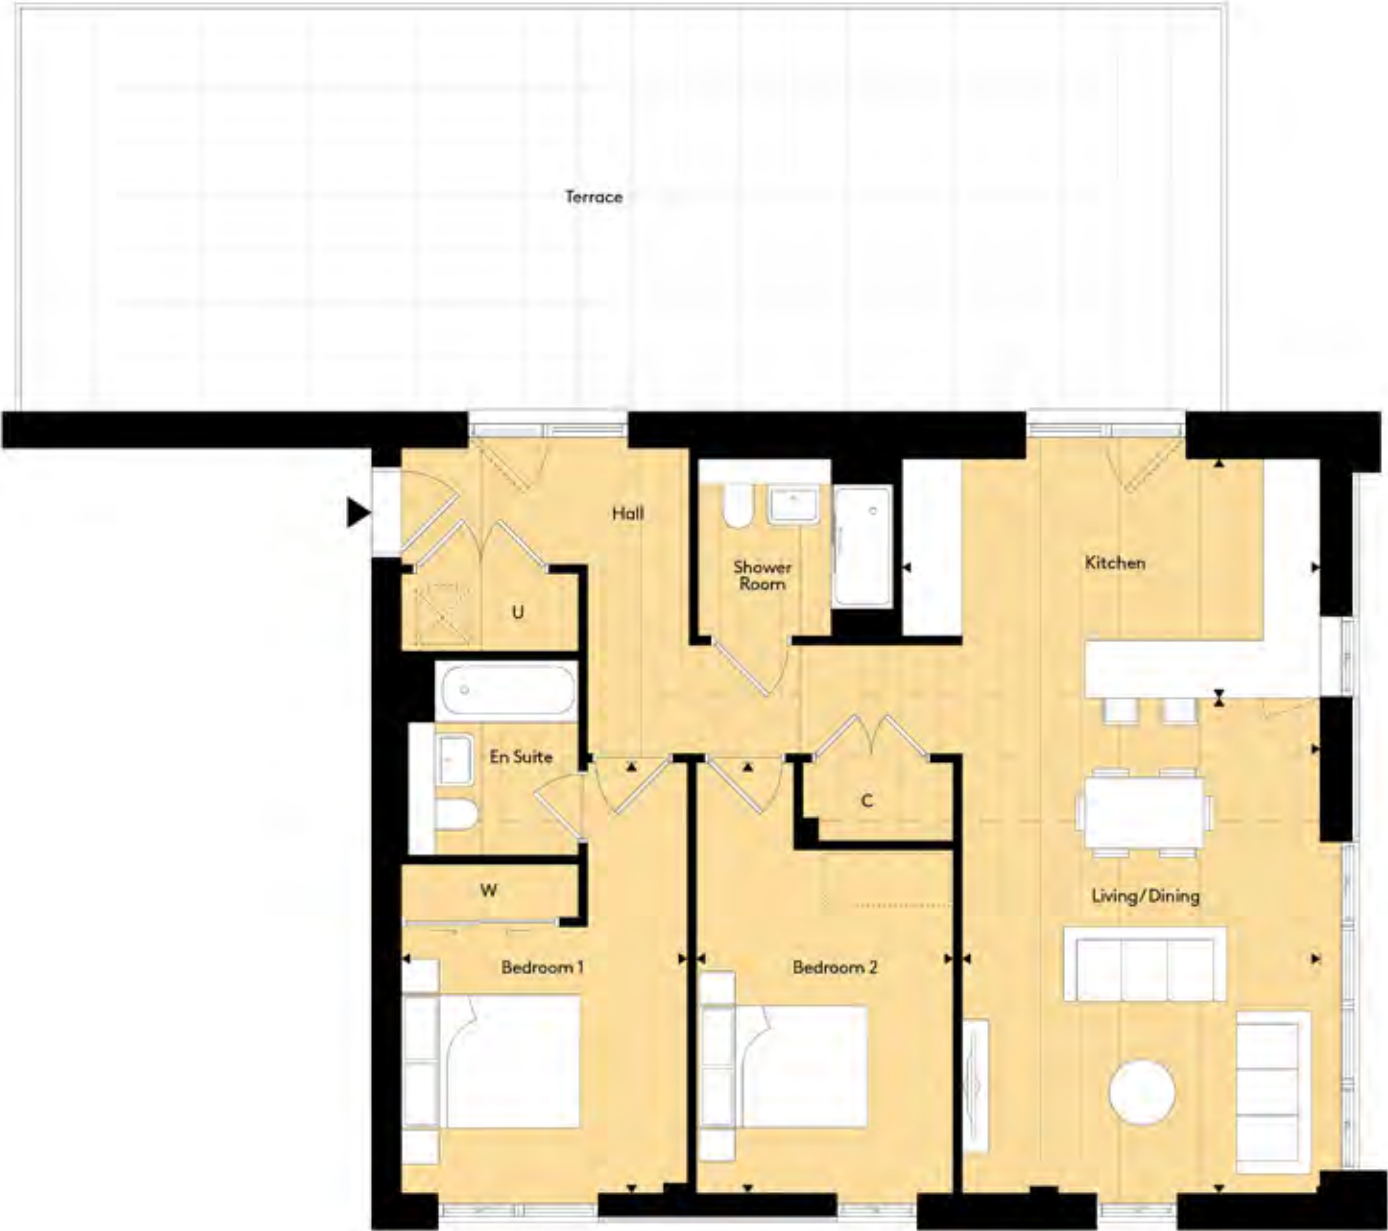 Terrace
Hall
Shower
Room
Kitchen
U
En Suite
C
W
Living/Dining
Bedroom 1
Bedroom 2